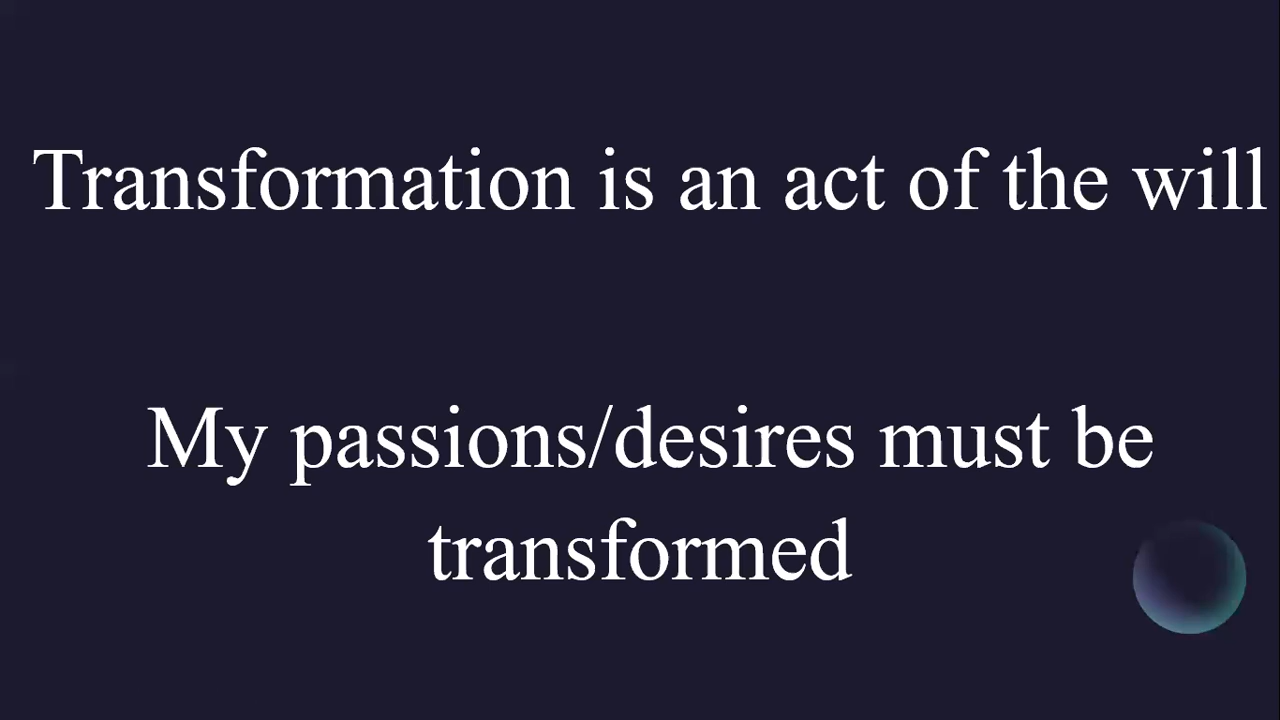 Transformation is an act of the will
My passions/desires must be
transformed